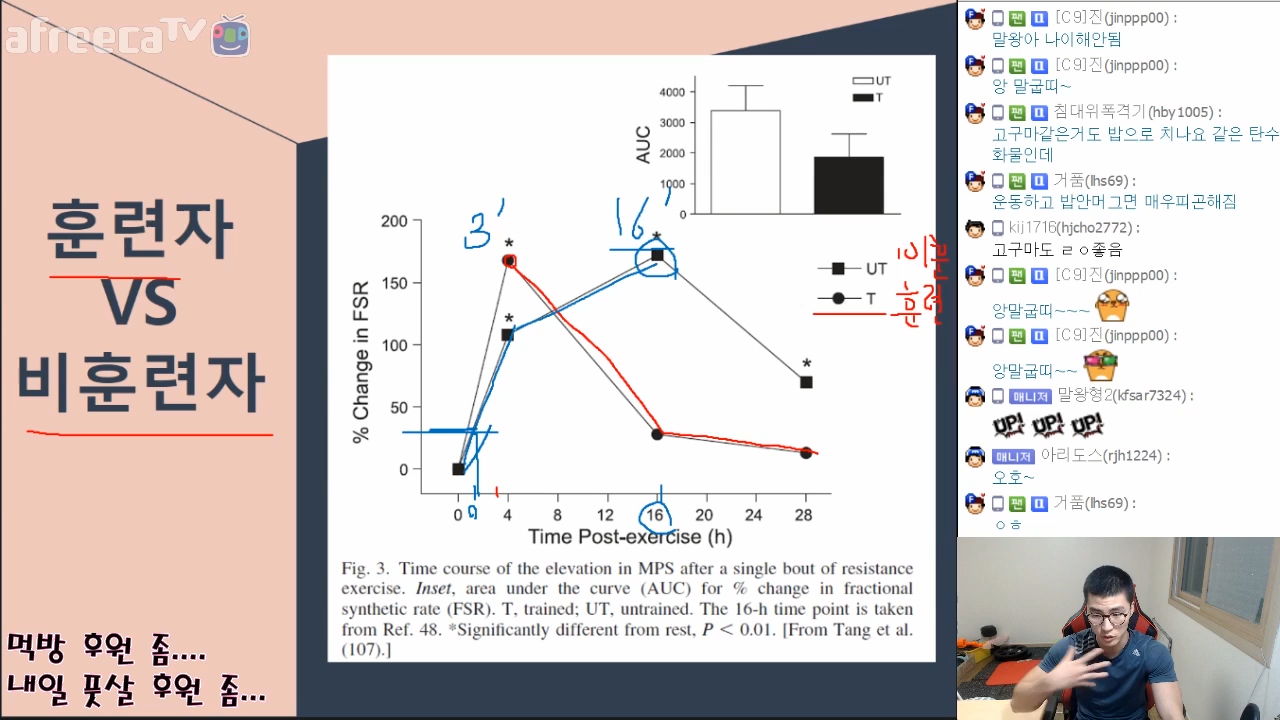 afreecaTV
훈련자
VS
비훈련자
먹방 후원 좀....
내일 풋살 후원 좀...
AUC
4000
3000
2000
1000
0
UT
T
3'
16'
% Change in FSR
200
150
100
50
0
*
*
*
*
UT
T
훈련
0
4
8
12
16
20
24
28
Time Post-exercise (h)
Fig. 3. Time course of the elevation in MPS after a single bout of resistance
exercise. Inset, area under the curve (AUC) for % change in fractional
synthetic rate (FSR). T, trained; UT, untrained. The 16-h time point is taken
from Ref. 48. *Significantly different from rest, P < 0.01. [From Tang et al.
(107).]
팬 [C9]진(jinppp00) :
말왕아 나이해안됨
팬 [C9]진(jinppp00) :
앙 말굽띠~
팬 침대위폭격기(hby1005) :
고구마같은거도 밥으로 치나요 같은 탄수
화물인데
팬 거품(lhs69) :
운동하고 밥안머그면 매우피곤해짐
kij1716(hjcho2772) :
고구마도 ㄹㅇ좋음
팬 [C9]진(jinppp00) :
앙말굽띠~~~
팬 [C9]진(jinppp00) :
앙말굽띠~~
매니저 말왕형2(kfsar7324) :
UP! UP! UP!
매니저 아리도스(rjh1224) :
오호~
팬 거품(lhs69) :
ㅇㅎ